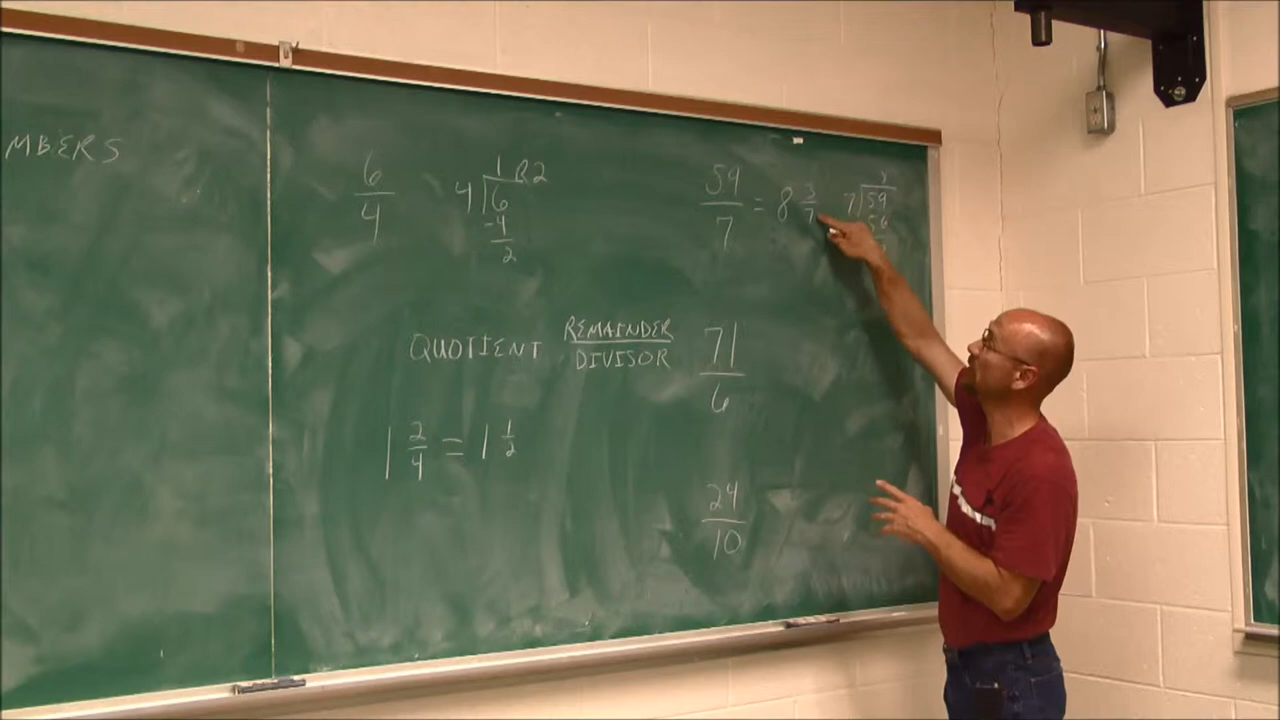 MBERS
6
4
1 R2
4 6
-4
2
59
7
= 8 3/7
7 59
56
QUOTIENT REMAINDER
DIVISOR
71
6
1 2/4 = 1 1/2
24
10